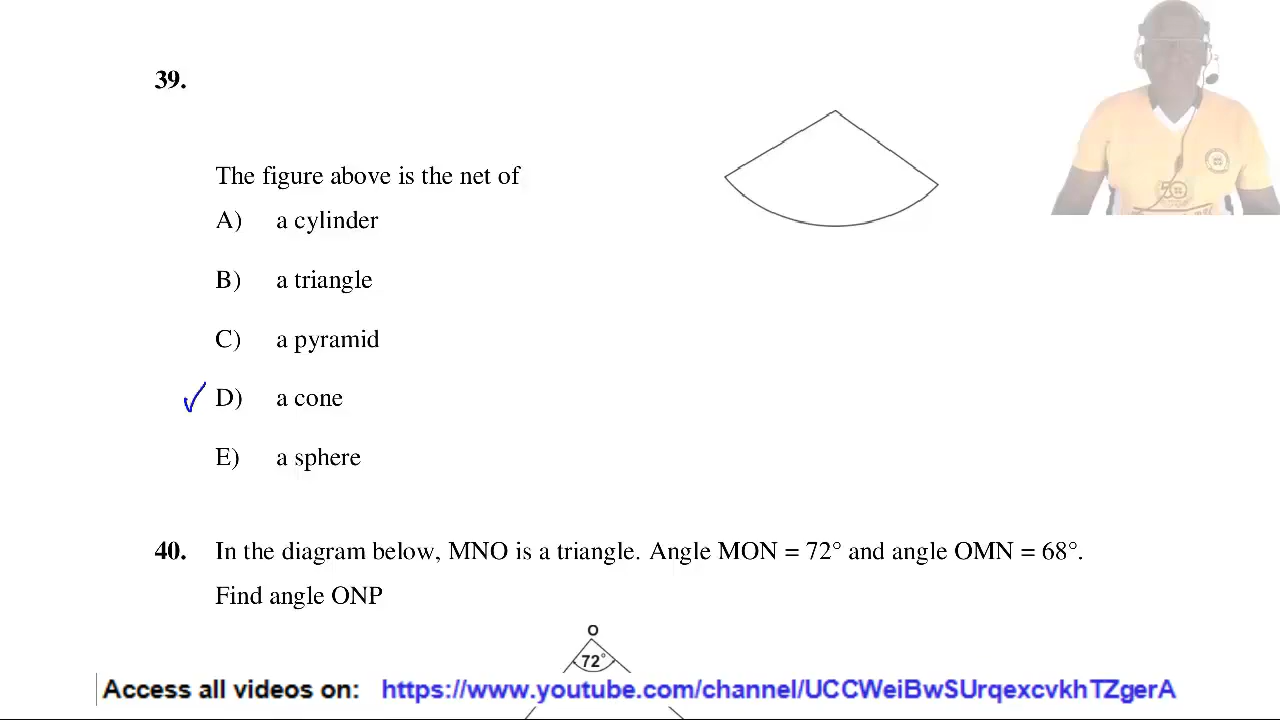 39.
The figure above is the net of
A) a cylinder
B) a triangle
C) a pyramid
D) a cone
E) a sphere
40. In the diagram below, MNO is a triangle. Angle MON = 72° and angle OMN = 68°.
Find angle ONP
O
72°
Access all videos on: https://www.youtube.com/channel/UCCWeiBwSUrqexcvkhTZgerA
50